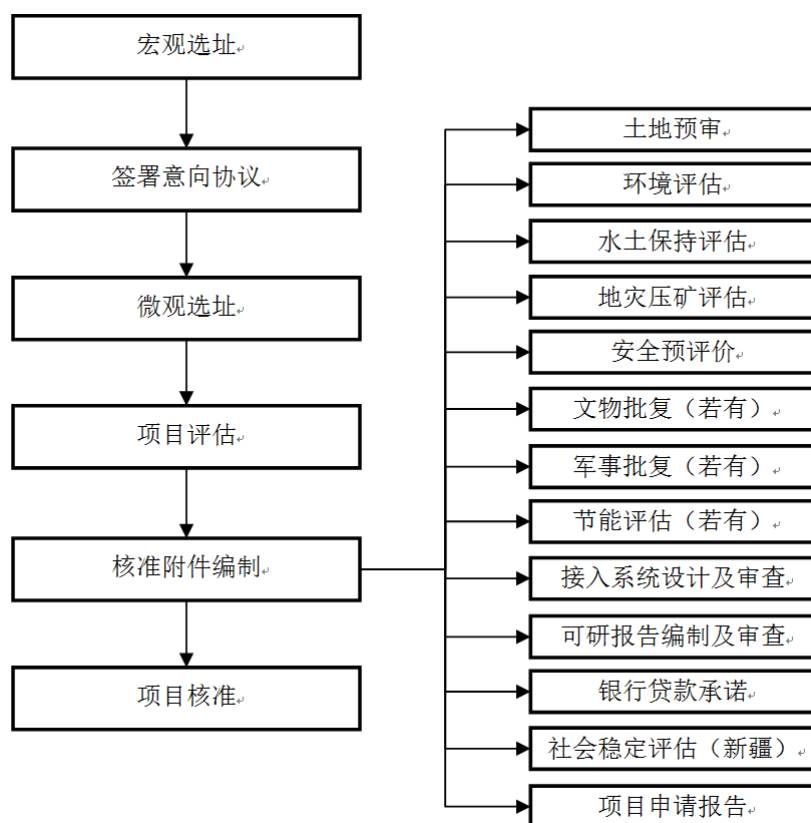 宏观选址
签署意向协议
微观选址
项目评估
核准附件编制
项目核准
土地预审
环境评估
水土保持评估
地灾压矿评估
安全预评价
文物批复（若有）
军事批复（若有）
节能评估（若有）
接入系统设计及审查
可研报告编制及审查
银行贷款承诺
社会稳定评估（新疆）
项目申请报告